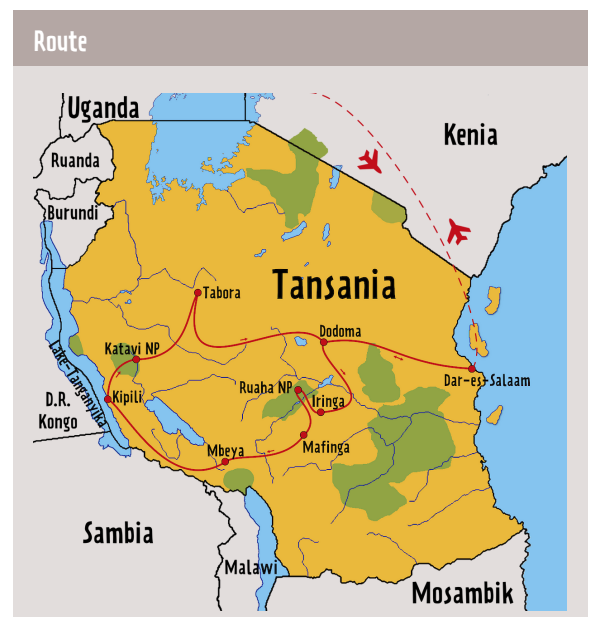 Route
Uganda
Kenia
Ruanda
Burundi
Tansania
Tabora
Dodoma
Katavi NP
Lake-Tanganyika
Dar-es-Salaam
Ruaha NP
Kipili
Iringa
D.R.
Kongo
Mafinga
Mbeya
Sambia
Malawi
Mosambik